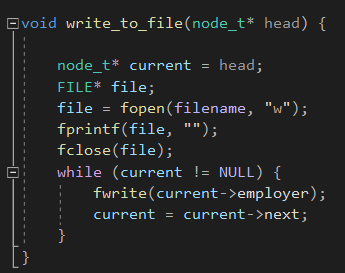 void write_to_file(node_t* head) {
node_t* current = head;
FILE* file;
file = fopen(filename, "w");
fprintf(file, "");
fclose(file);
while (current != NULL) {
fwrite(current->employer);
current = current->next;
}
}